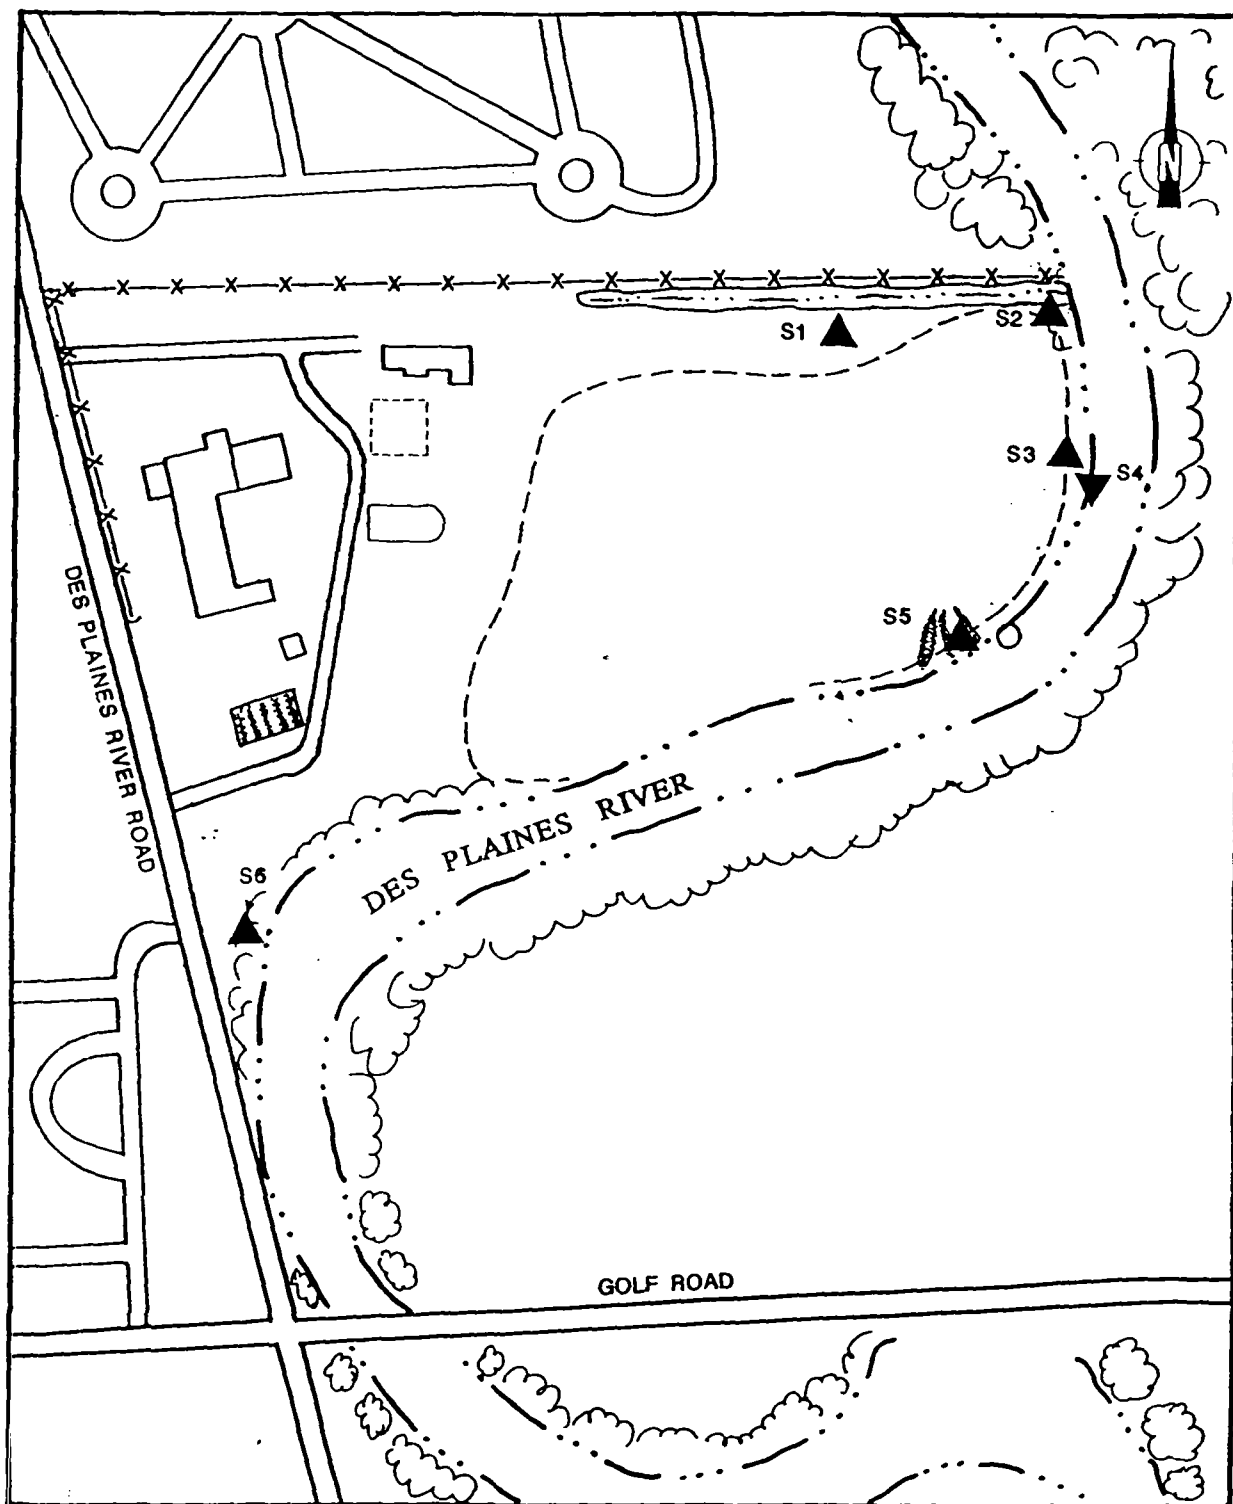 N
S1
S2
S3
S4
S5
DES PLAINES RIVER ROAD
DES PLAINES RIVER
S6
GOLF ROAD